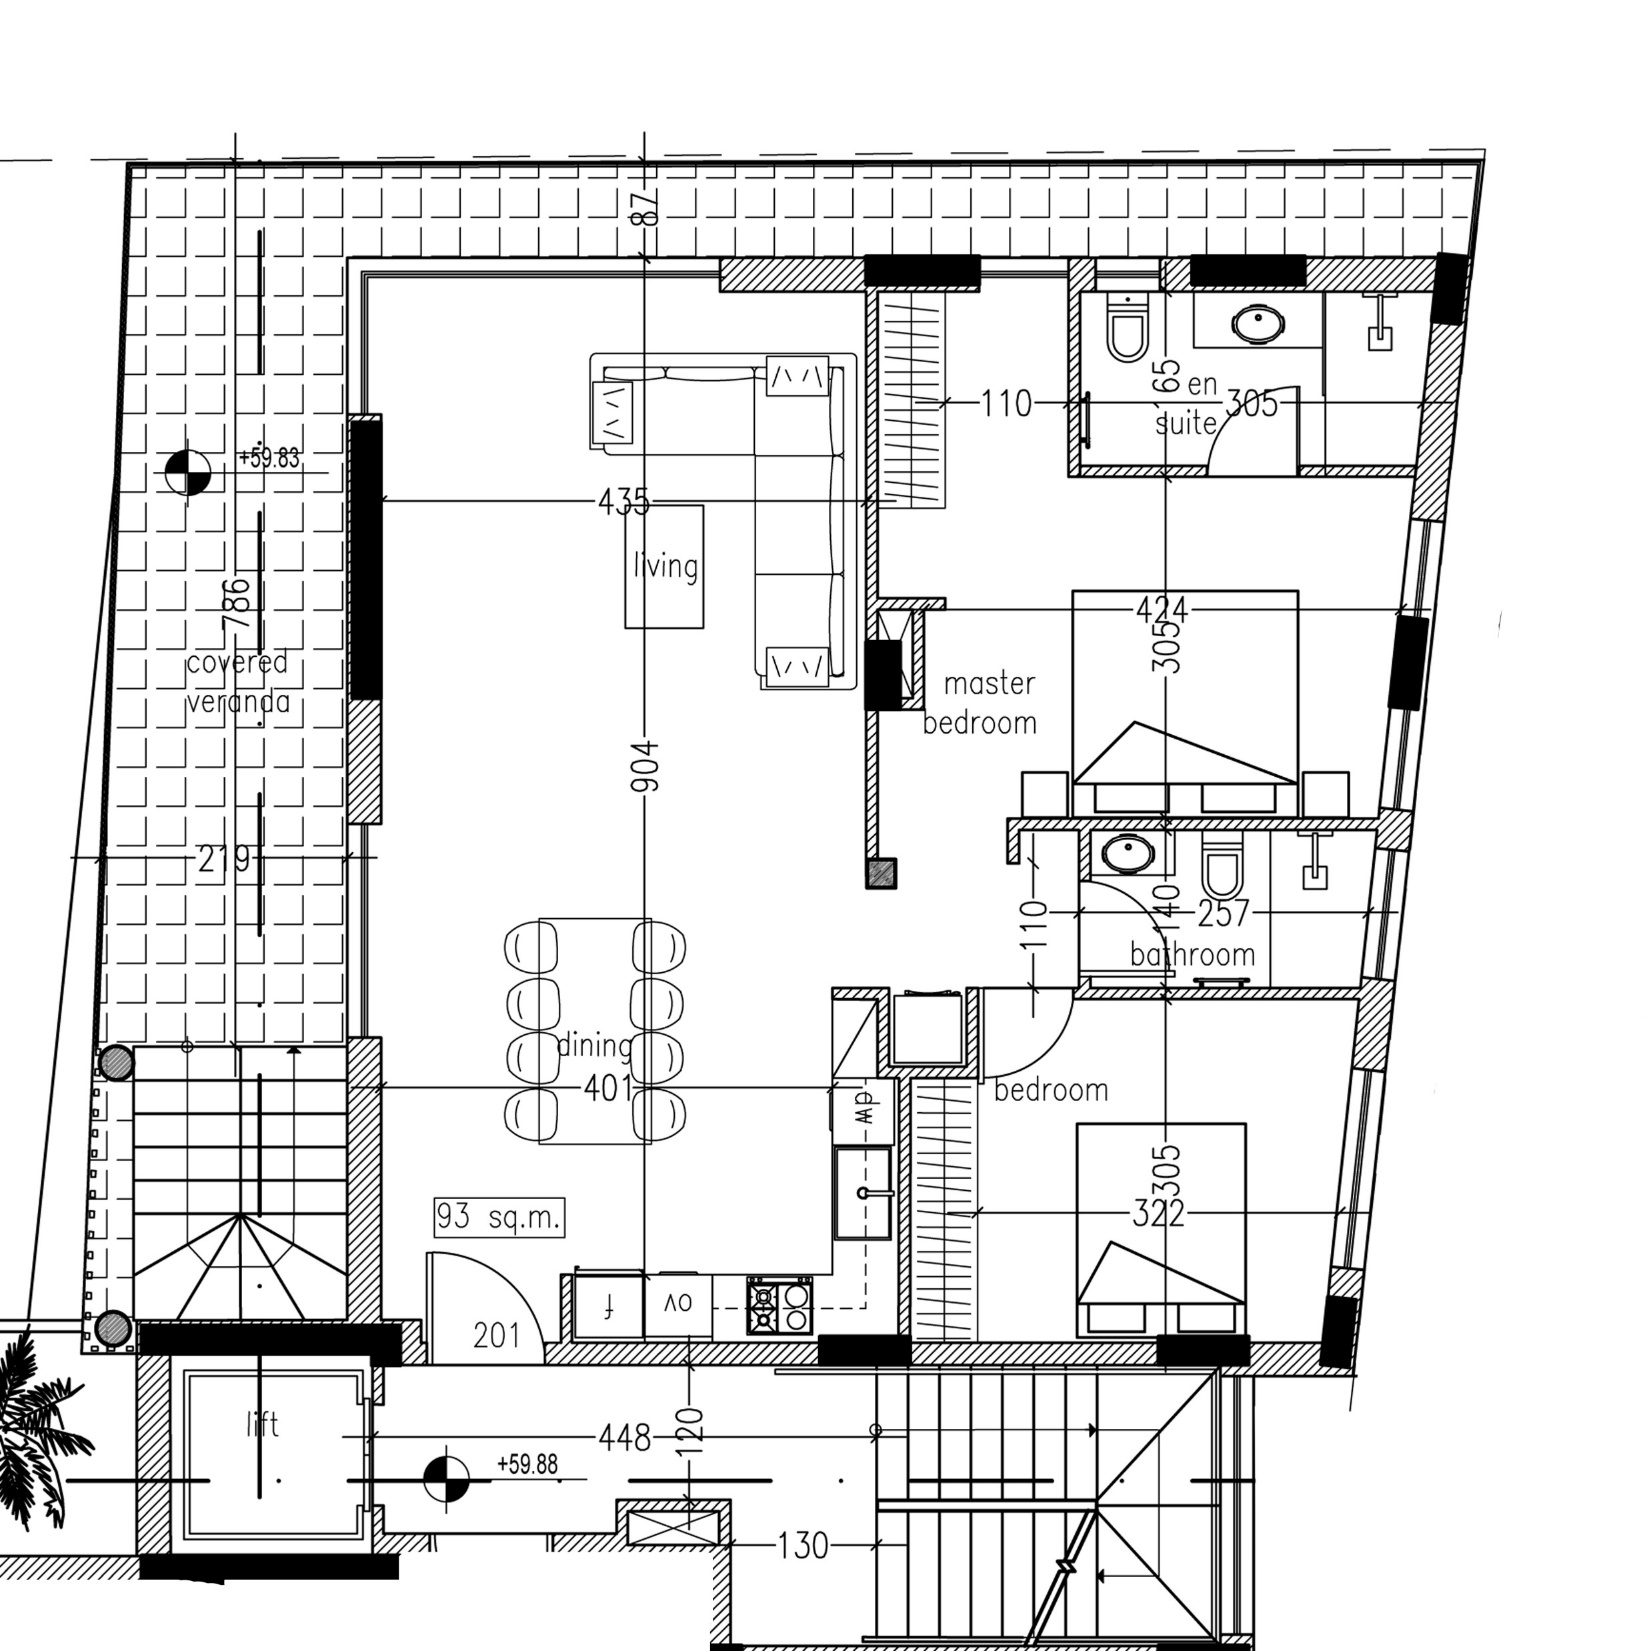 87
65
en
suite
110
305
+59.83
435
living
786
424
305
covered
veranda
master
bedroom
904
219
110
140
257
bathroom
dining
401
bedroom
dw
305
93 sq.m.
322
f
ov
201
lift
448
120
+59.88
130